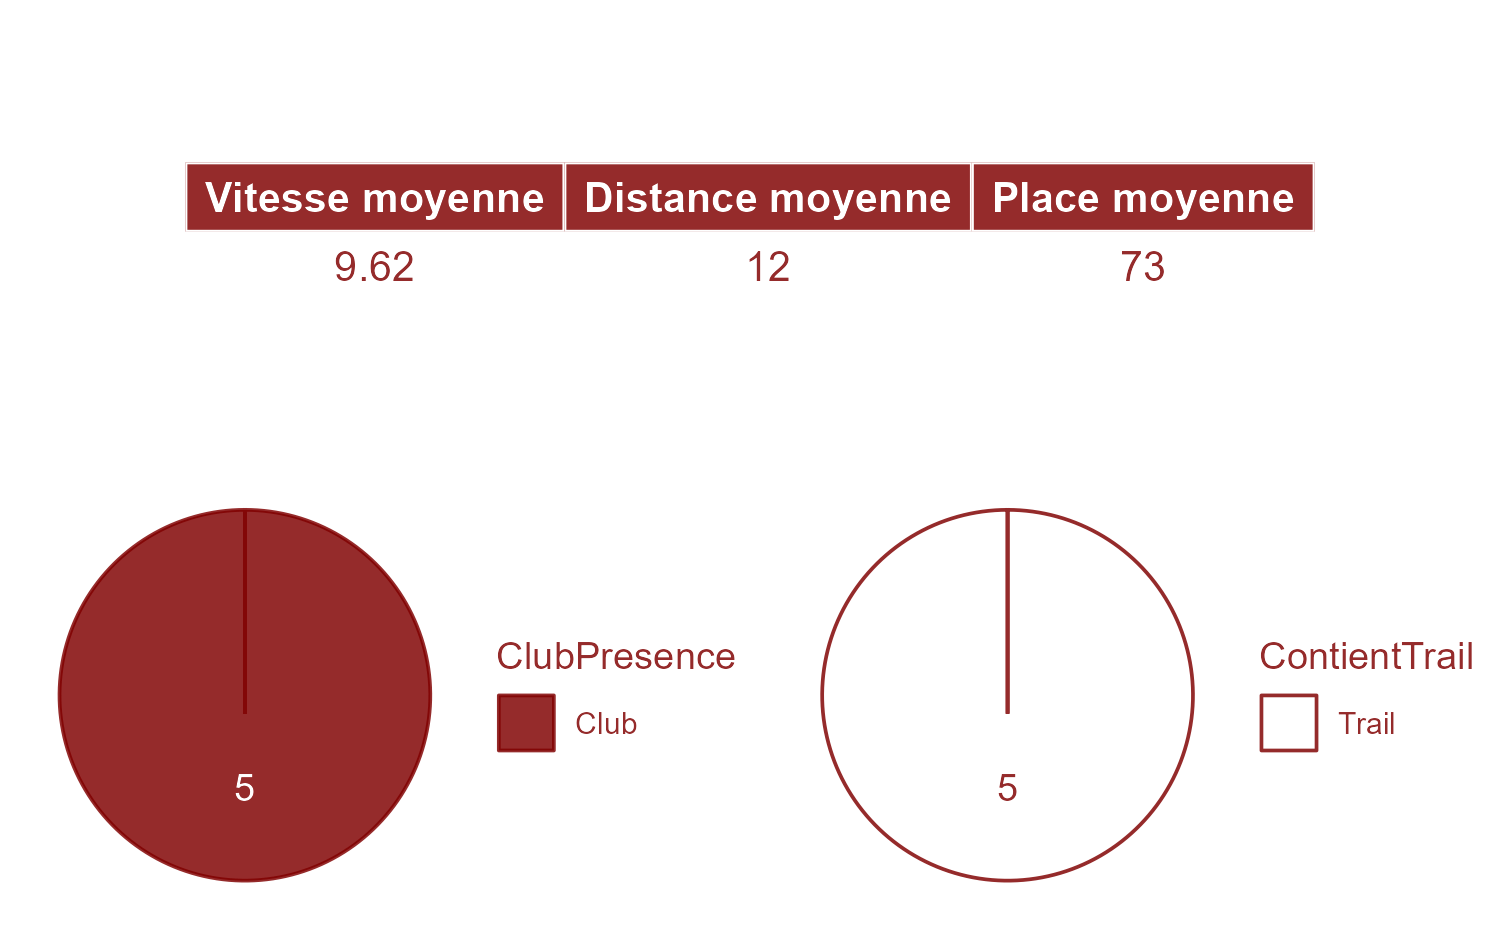 Vitesse moyenne Distance moyenne Place moyenne
9.62 12 73
ClubPresence
Club
5
ContientTrail
Trail
5